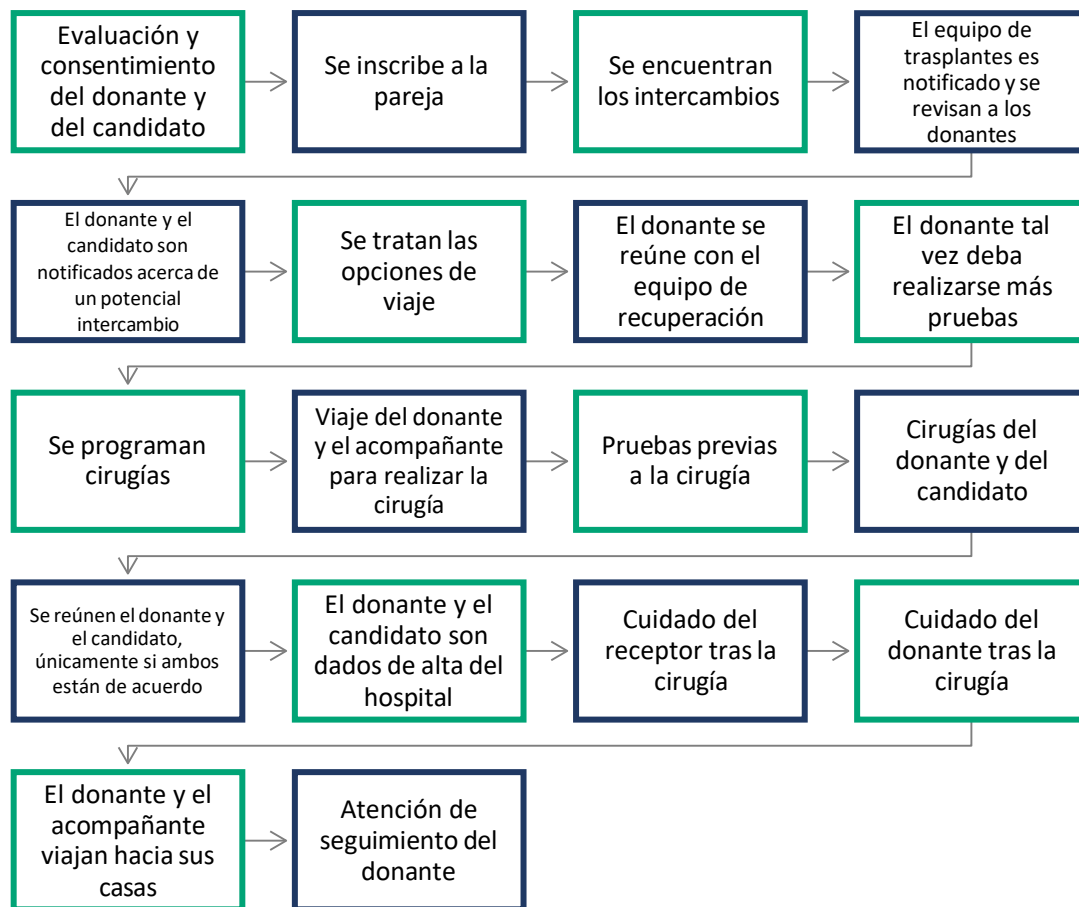 Evaluación y
consentimiento
del donante y
del candidato
Se inscribe a la
pareja
Se encuentran
los intercambios
El equipo de
trasplantes es
notificado y se
revisan a los
donantes
El donante y el
candidato son
notificados acerca de
un potencial
intercambio
Se tratan las
opciones de
viaje
El donante se
reúne con el
equipo de
recuperación
El donante tal
vez deba
realizarse más
pruebas
Se programan
cirugías
Viaje del donante
y el acompañante
para realizar la
cirugía
Pruebas previas
a la cirugía
Cirugías del
donante y del
candidato
Se reúnen el donante y
el candidato,
únicamente si ambos
están de acuerdo
El donante y el
candidato son
dados de alta del
hospital
Cuidado del
receptor tras la
cirugía
Cuidado del
donante tras la
cirugía
El donante y el
acompañante
viajan hacia sus
casas
Atención de
seguimiento del
donante